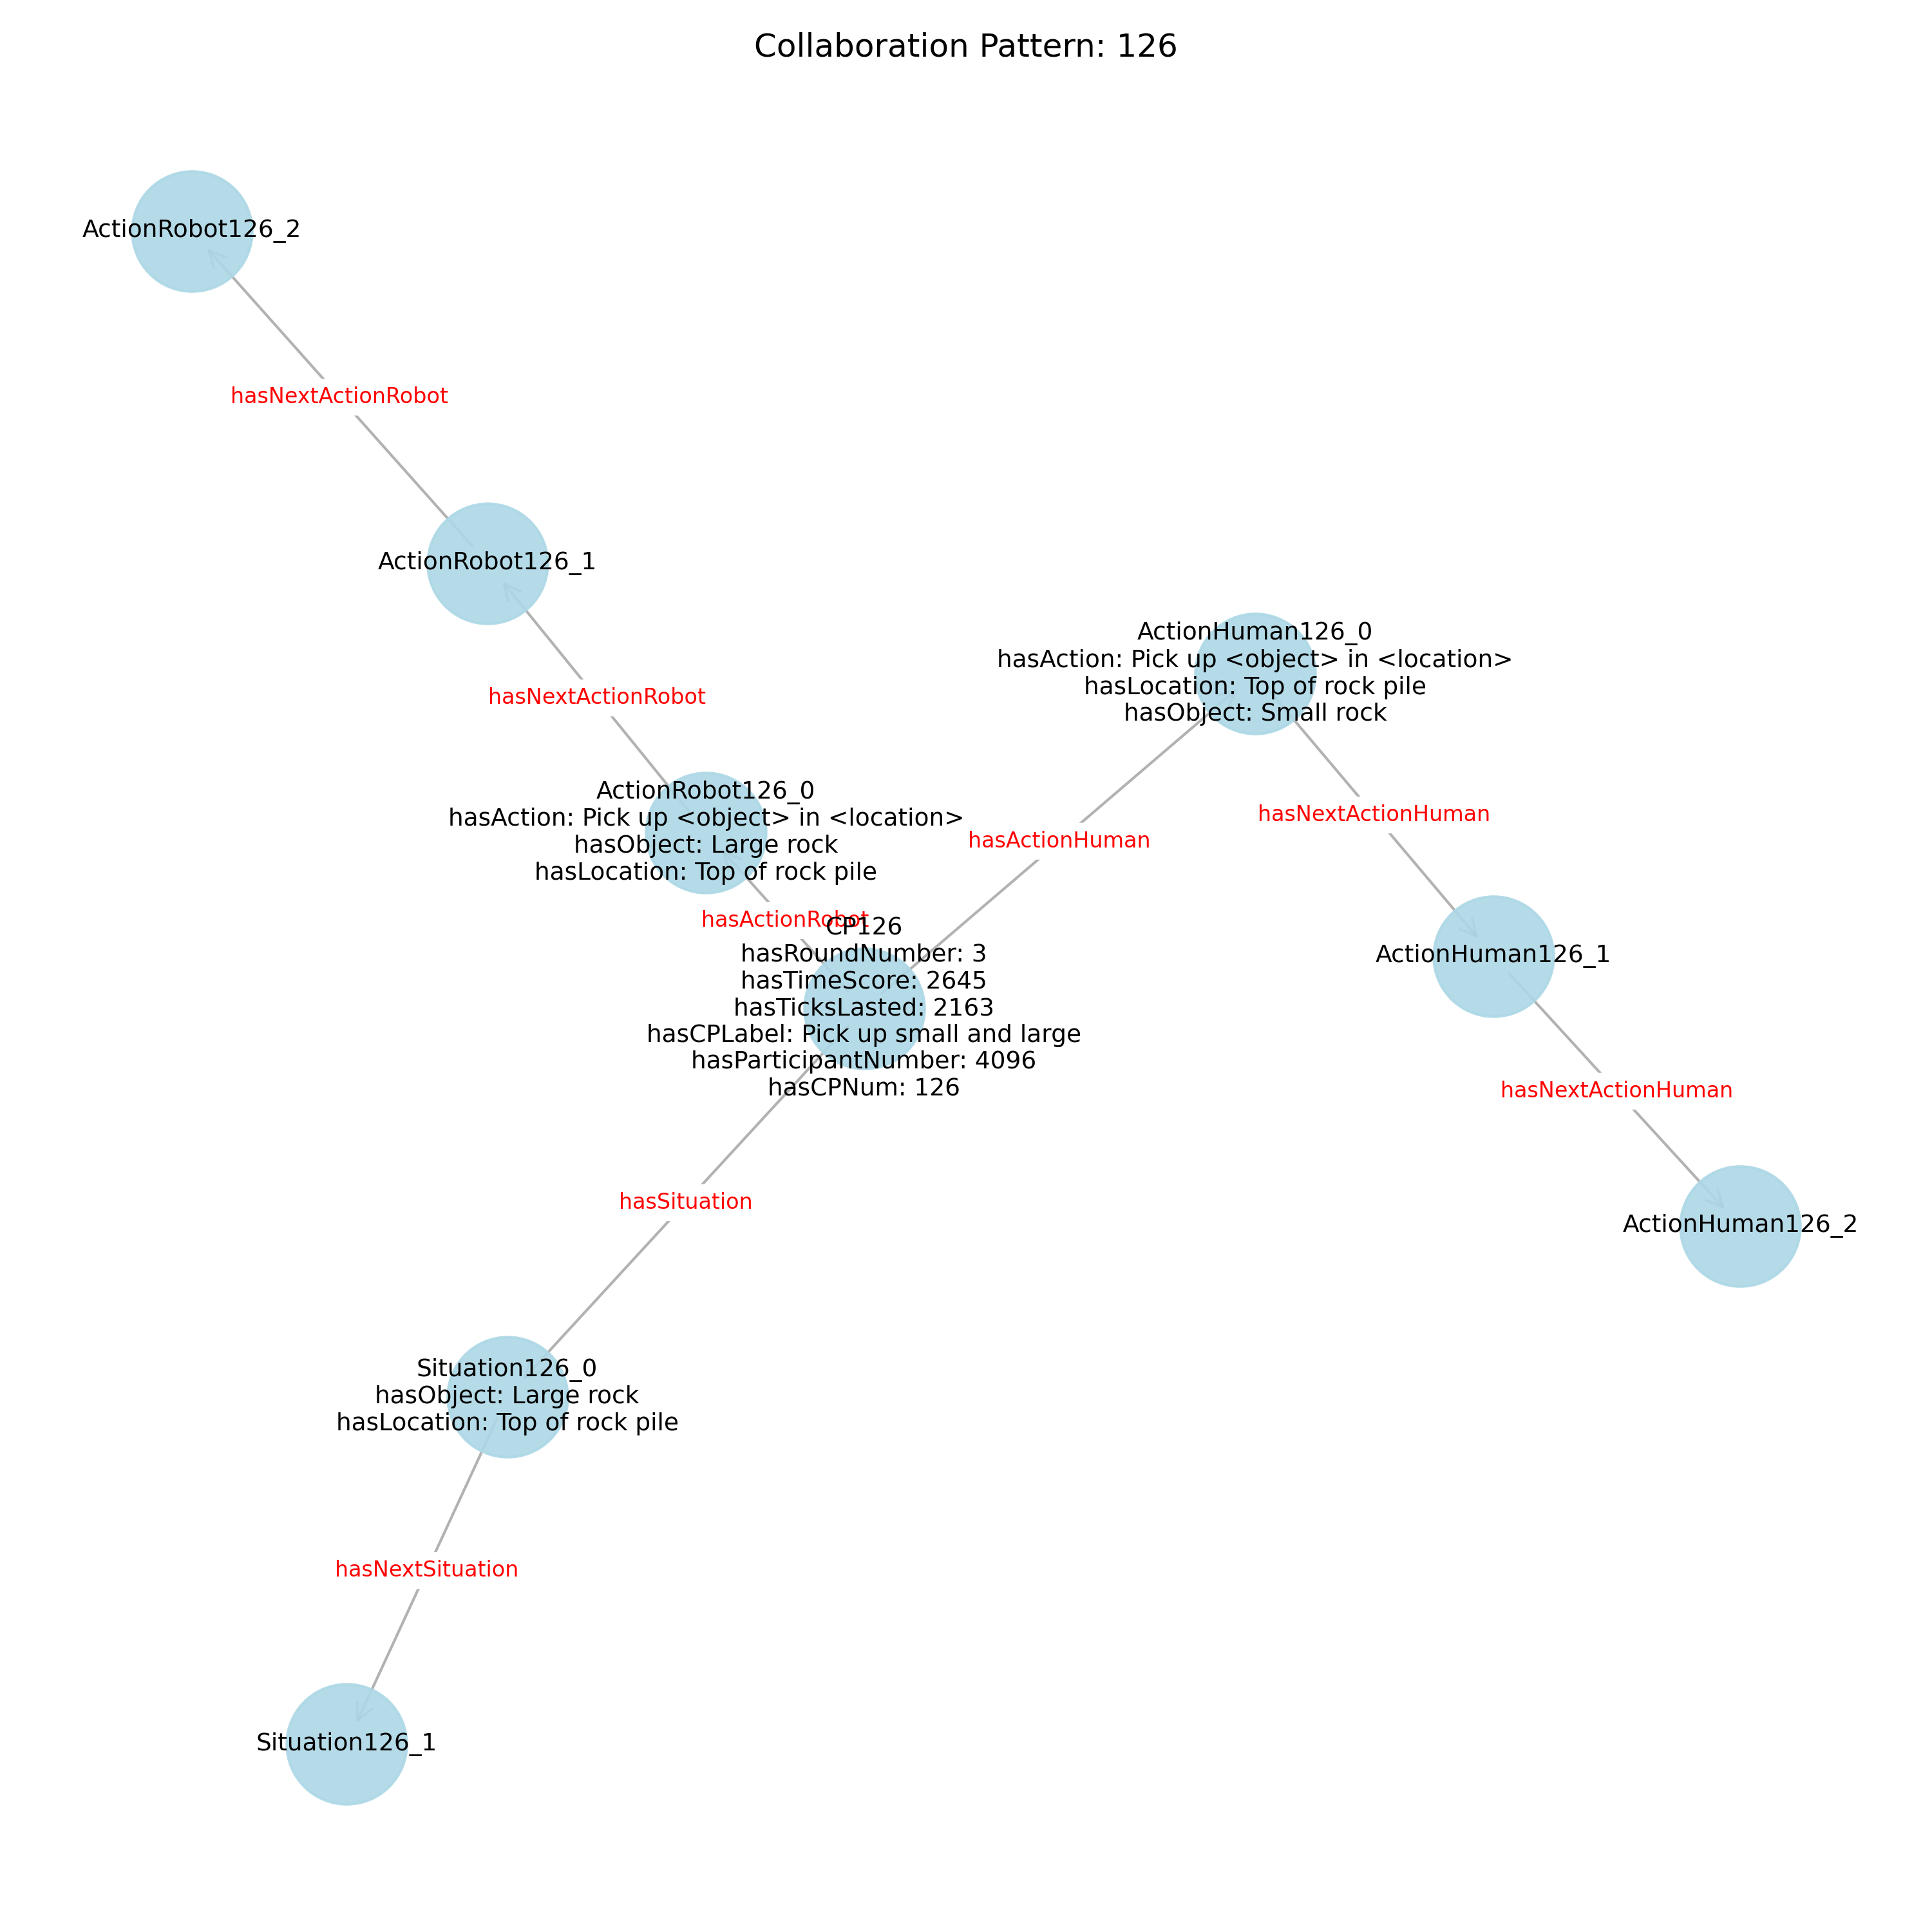 Collaboration Pattern: 126
ActionRobot126_2
hasNextActionRobot
ActionRobot126_1
hasNextActionRobot
ActionHuman126_0
hasAction: Pick up <object> in <location>
hasLocation: Top of rock pile
hasObject: Small rock
ActionRobot126_0
hasAction: Pick up <object> in <location>
hasObject: Large rock
hasLocation: Top of rock pile
hasNextActionHuman
hasActionHuman
hasActionRobot
CP126
hasRoundNumber: 3
hasTimeScore: 2645
hasTicksLasted: 2163
hasCPLabel: Pick up small and large
hasParticipantNumber: 4096
hasCPNum: 126
ActionHuman126_1
hasNextActionHuman
ActionHuman126_2
hasSituation
Situation126_0
hasObject: Large rock
hasLocation: Top of rock pile
hasNextSituation
Situation126_1